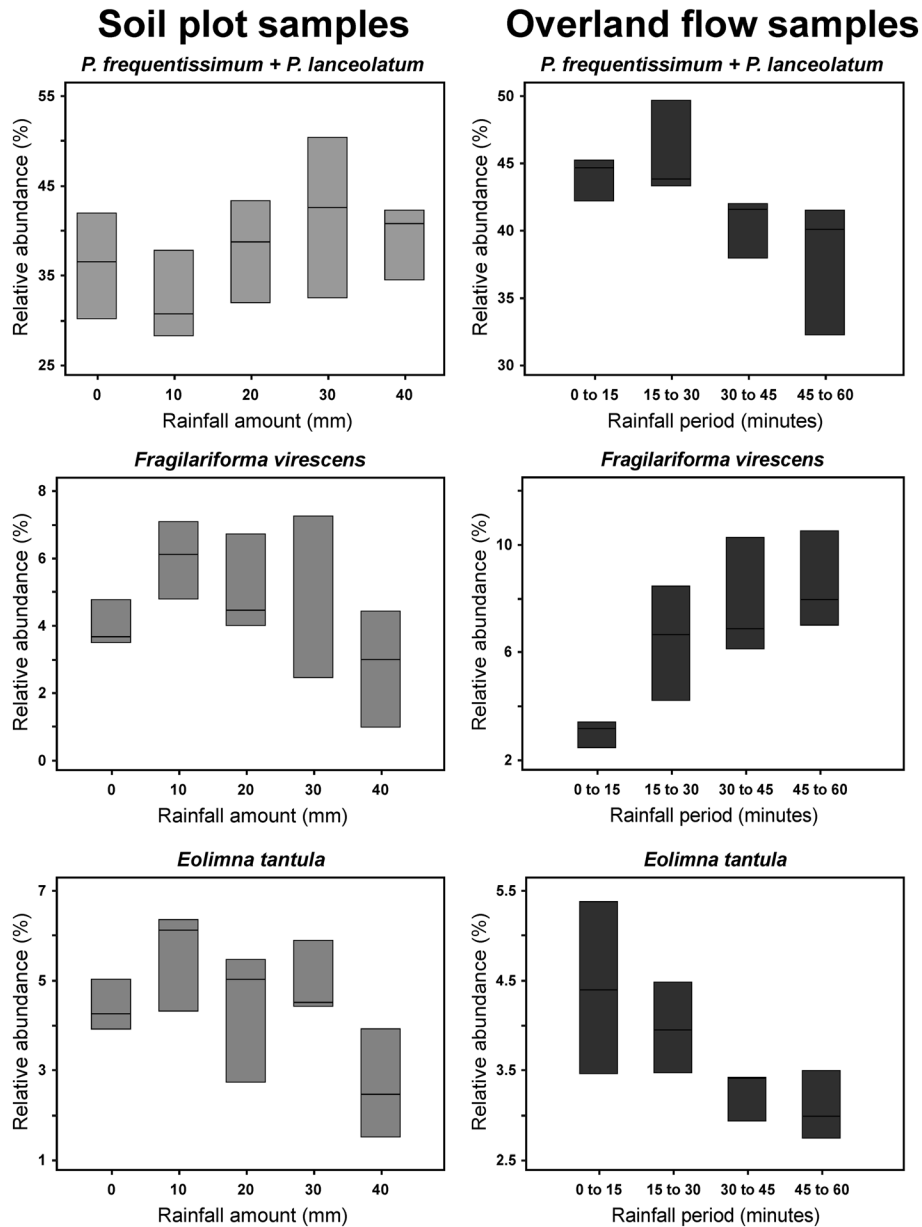 Soil plot samples
Overland flow samples
P. frequentissimum + P. lanceolatum
Relative abundance (%)
55
45
35
25
0 10 20 30 40
Rainfall amount (mm)
P. frequentissimum + P. lanceolatum
Relative abundance (%)
50
45
40
35
30
0 to 15 15 to 30 30 to 45 45 to 60
Rainfall period (minutes)
Fragilariforma virescens
Relative abundance (%)
8
6
4
2
0
0 10 20 30 40
Rainfall amount (mm)
Fragilariforma virescens
Relative abundance (%)
10
6
2
0 to 15 15 to 30 30 to 45 45 to 60
Rainfall period (minutes)
Eolimna tantula
Relative abundance (%)
7
5
3
1
0 10 20 30 40
Rainfall amount (mm)
Eolimna tantula
Relative abundance (%)
5.5
4.5
3.5
2.5
0 to 15 15 to 30 30 to 45 45 to 60
Rainfall period (minutes)